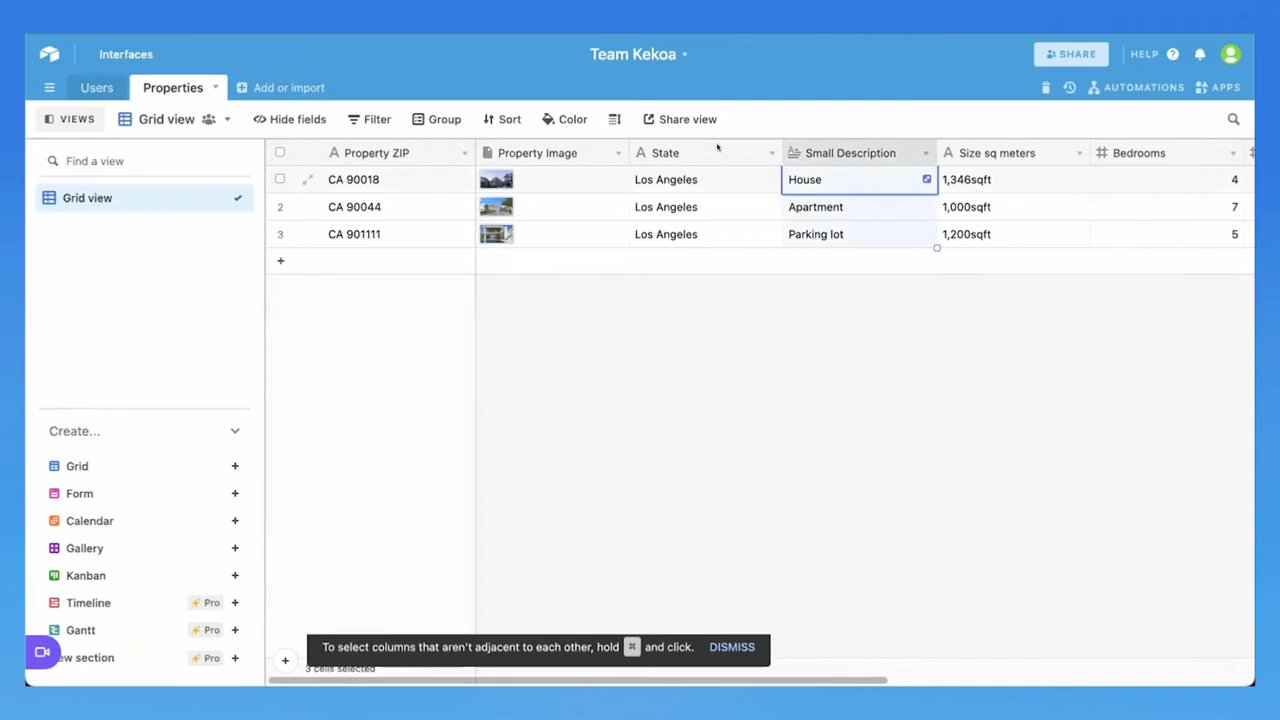 Interfaces
Team Kekoa
SHARE
HELP
Users
Properties
Add or import
AUTOMATIONS
APPS
VIEWS
Grid view
Hide fields
Filter
Group
Sort
Color
Share view
Find a view
Grid view
Property ZIP Property Image State Small Description Size sq meters Bedrooms
CA 90018 Los Angeles House 1,346sqft 4
2 CA 90044 Los Angeles Apartment 1,000sqft 7
3 CA 901111 Los Angeles Parking lot 1,200sqft 5
Create...
Grid
Form
Calendar
Gallery
Kanban
Timeline Pro
Gantt Pro
ew section Pro
To select columns that aren't adjacent to each other, hold ⌘ and click. DISMISS
3 cells selected